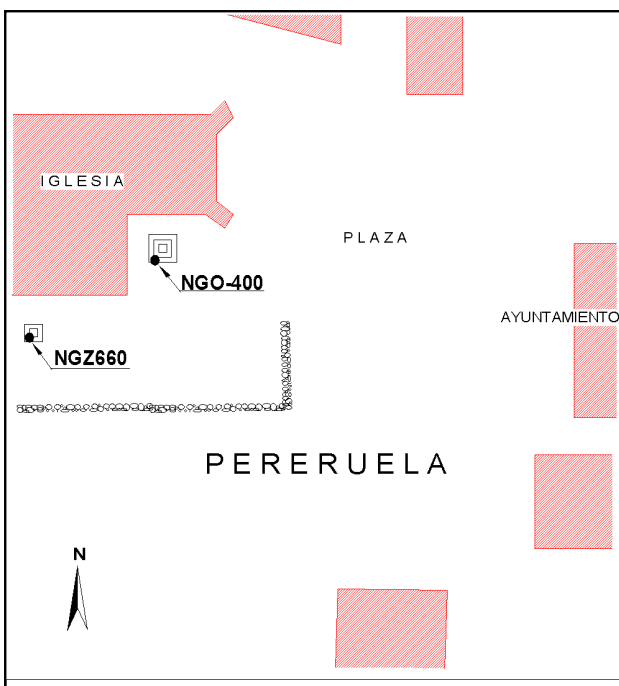 IGLESIA
PLAZA
NGO-400
AYUNTAMIENTO
NGZ660
PERERUELA
N